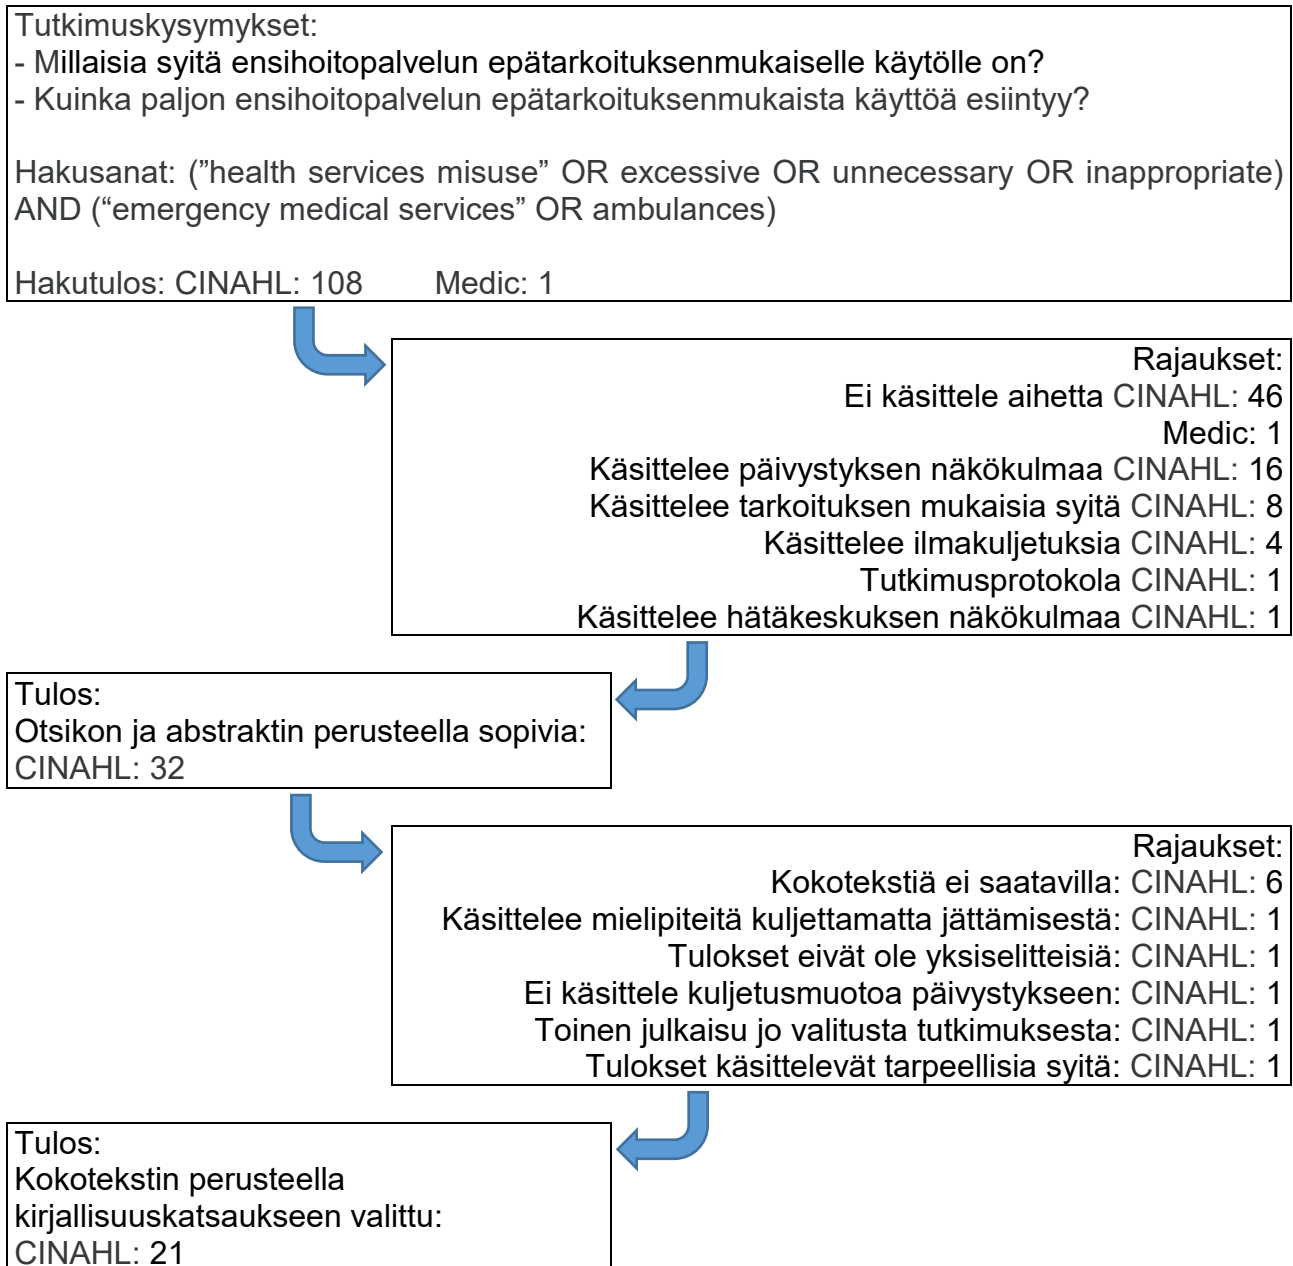 Tutkimuskysymykset:
- Millaisia syitä ensihoitopalvelun epätarkoituksenmukaiselle käytölle on?
- Kuinka paljon ensihoitopalvelun epätarkoituksenmukaista käyttöä esiintyy?
Hakusanat: (”health services misuse” OR excessive OR unnecessary OR inappropriate)
AND (“emergency medical services” OR ambulances)
Hakutulos: CINAHL: 108 Medic: 1
Rajaukset:
Ei käsittele aihetta CINAHL: 46
Medic: 1
Käsittelee päivystyksen näkökulmaa CINAHL: 16
Käsittelee tarkoituksen mukaisia syitä CINAHL: 8
Käsittelee ilmakuljetuksia CINAHL: 4
Tutkimusprotokola CINAHL: 1
Käsittelee hätäkeskuksen näkökulmaa CINAHL: 1
Tulos:
Otsikon ja abstraktin perusteella sopivia:
CINAHL: 32
Rajaukset:
Kokotekstiä ei saatavilla: CINAHL: 6
Käsittelee mielipiteitä kuljettamatta jättämisestä: CINAHL: 1
Tulokset eivät ole yksiselitteisiä: CINAHL: 1
Ei käsittele kuljetusmuotoa päivystykseen: CINAHL: 1
Toinen julkaisu jo valitusta tutkimuksesta: CINAHL: 1
Tulokset käsittelevät tarpeellisia syitä: CINAHL: 1
Tulos:
Kokotekstin perusteella
kirjallisuuskatsaukseen valittu:
CINAHL: 21